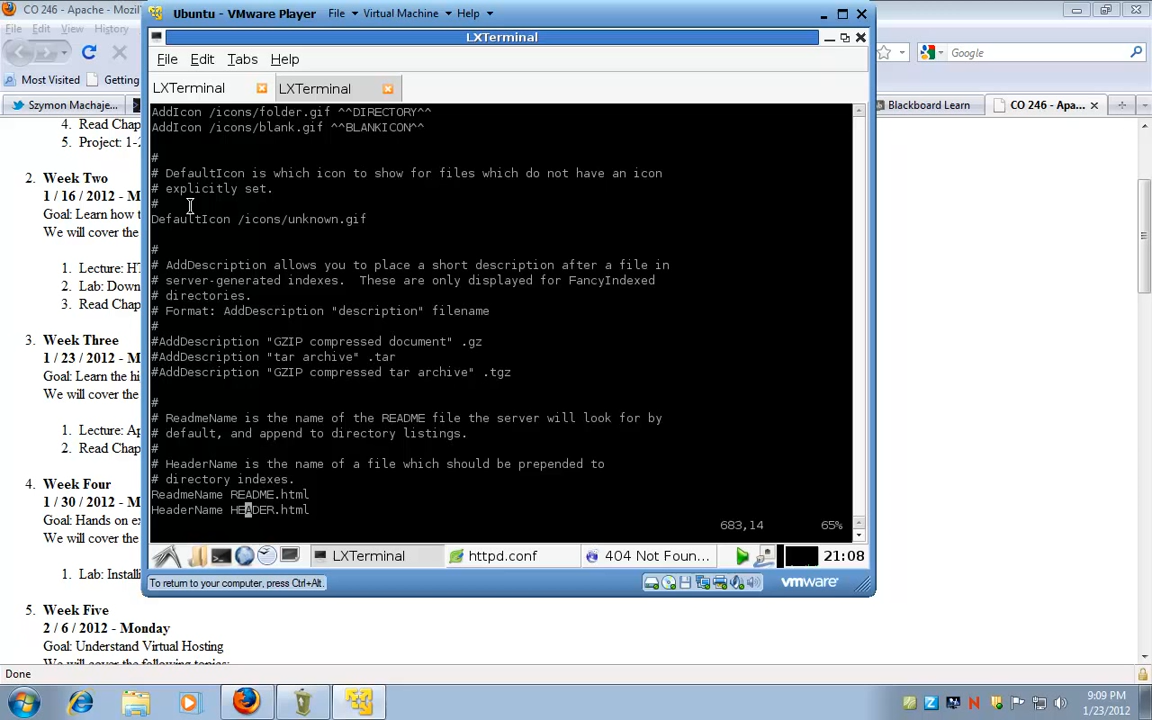 CO 246 - Apache - Mozil
File Edit View History
Google
Most Visited Getting
Szymon Machaje...
Blackboard Learn
CO 246 - Apa...
Ubuntu - VMware Player File Virtual Machine Help
LXTerminal
File Edit Tabs Help
LXTerminal LXTerminal
AddIcon /icons/folder.gif ^^DIRECTORY^^
AddIcon /icons/blank.gif ^^BLANKICON^^
#
# DefaultIcon is which icon to show for files which do not have an icon
# explicitly set.
#
DefaultIcon /icons/unknown.gif
#
# AddDescription allows you to place a short description after a file in
# server-generated indexes.  These are only displayed for FancyIndexed
# directories.
# Format: AddDescription "description" filename
#
#AddDescription "GZIP compressed document" .gz
#AddDescription "tar archive" .tar
#AddDescription "GZIP compressed tar archive" .tgz
#
# ReadmeName is the name of the README file the server will look for by
# default, and append to directory listings.
#
# HeaderName is the name of a file which should be prepended to
# directory indexes.
ReadmeName README.html
HeaderName HEADER.html
683,14 65%
LXTerminal httpd.conf 404 Not Foun... 21:08
To return to your computer, press Ctrl+Alt.
vmware
4. Read Chap
5. Project: 1-2
2. Week Two
1 / 16 / 2012 - M
Goal: Learn how t
We will cover the
1. Lecture: HT
2. Lab: Down
3. Read Chap
3. Week Three
1 / 23 / 2012 - M
Goal: Learn the hi
We will cover the
1. Lecture: Ap
2. Read Chap
4. Week Four
1 / 30 / 2012 - M
Goal: Hands on ex
We will cover the
1. Lab: Installi
5. Week Five
2 / 6 / 2012 - Monday
Goal: Understand Virtual Hosting
We will cover the following topics:
Done
9:09 PM
1/23/2012